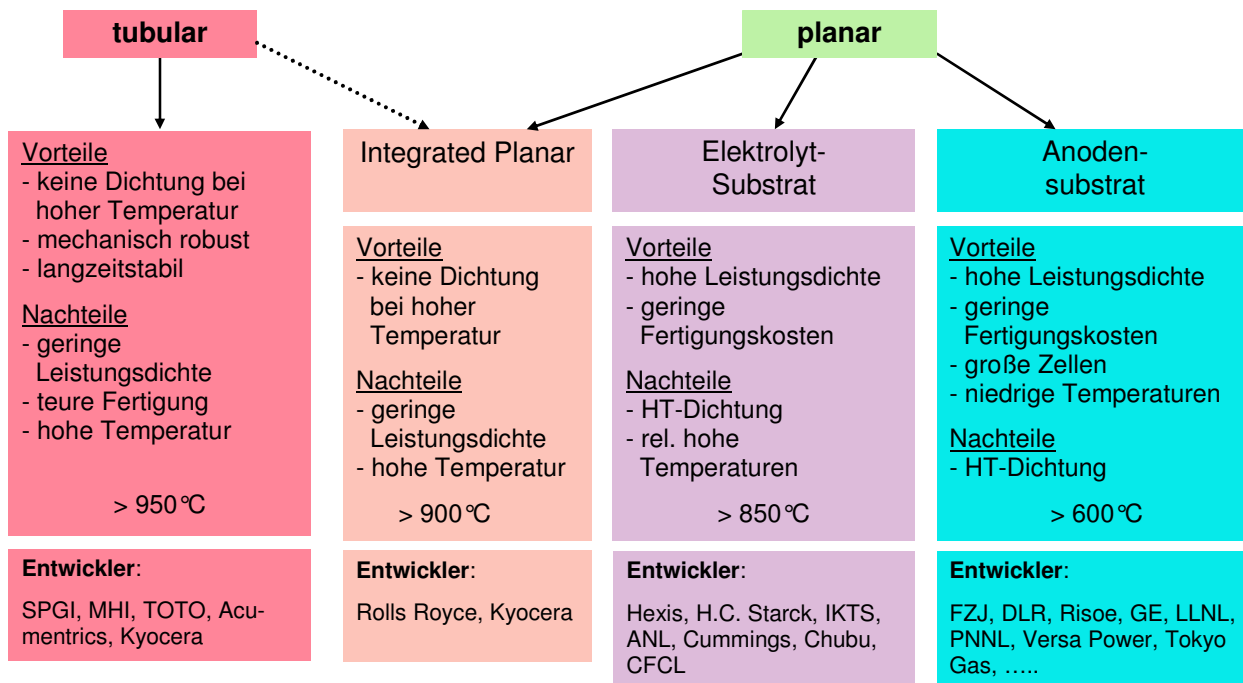 tubular
planar
Vorteile
- keine Dichtung bei
hoher Temperatur
- mechanisch robust
- langzeitstabil
Nachteile
- geringe
Leistungsdichte
- teure Fertigung
- hohe Temperatur
> 950°C
Entwickler:
SPGI, MHI, TOTO, Acu-
mentrics, Kyocera
Integrated Planar
Vorteile
- keine Dichtung
bei hoher
Temperatur
Nachteile
- geringe
Leistungsdichte
- hohe Temperatur
> 900°C
Entwickler:
Rolls Royce, Kyocera
Elektrolyt-
Substrat
Vorteile
- hohe Leistungsdichte
- geringe
Fertigungskosten
Nachteile
- HT-Dichtung
- rel. hohe
Temperaturen
> 850°C
Entwickler:
Hexis, H.C. Starck, IKTS,
ANL, Cummings, Chubu,
CFCL
Anoden-
substrat
Vorteile
- hohe Leistungsdichte
- geringe
Fertigungskosten
- große Zellen
- niedrige Temperaturen
Nachteile
- HT-Dichtung
> 600°C
Entwickler:
FZJ, DLR, Risoe, GE, LLNL,
PNNL, Versa Power, Tokyo
Gas, …..